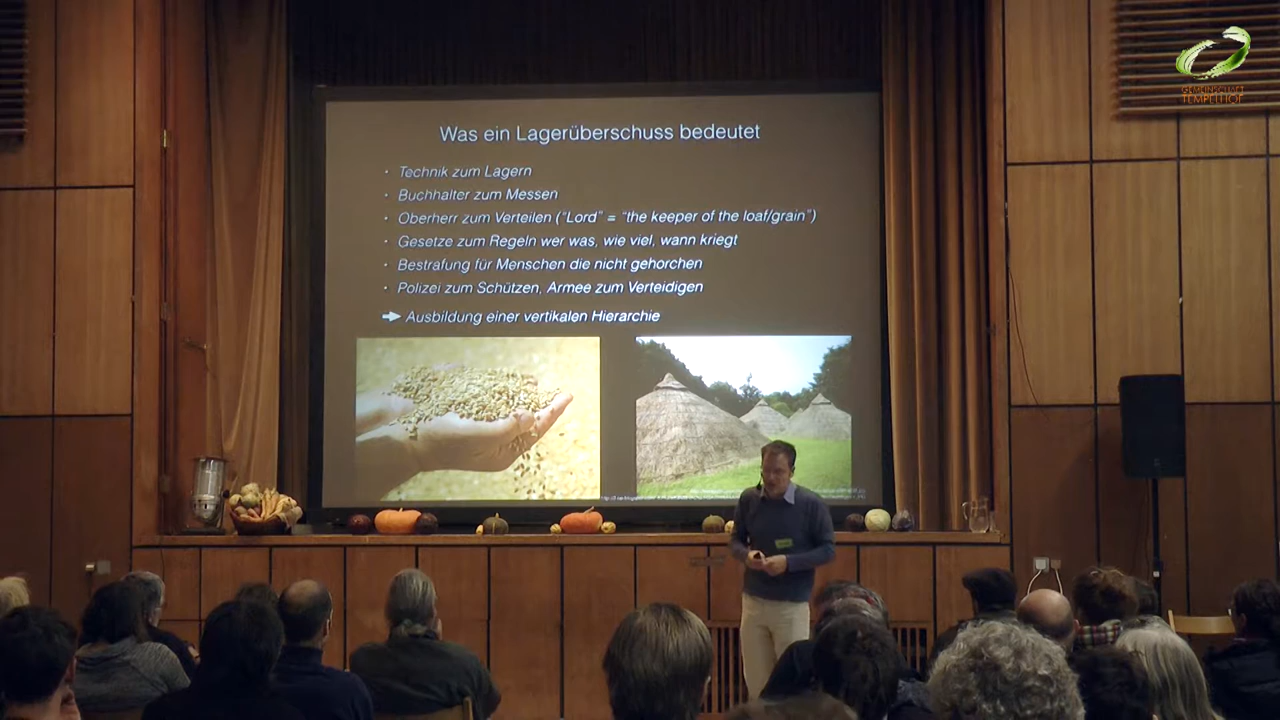 GEMEINSCHAFT
TEMPELHOF
Was ein Lagerüberschuss bedeutet
• Technik zum Lagern
• Buchhalter zum Messen
• Oberherr zum Verteilen ("Lord" = "the keeper of the loaf/grain")
• Gesetze zum Regeln wer was, wie viel, wann kriegt
• Bestrafung für Menschen die nicht gehorchen
• Polizei zum Schützen, Armee zum Verteidigen
➡ Ausbildung einer vertikalen Hierarchie